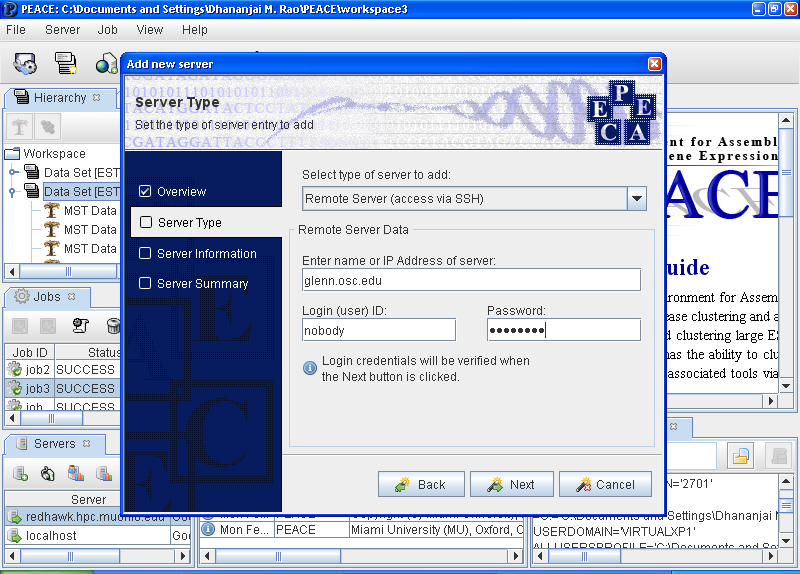 PEACE: C:\Documents and Settings\Dhananjai M. Rao\PEACE\workspace3
File Server Job View Help
Add new server
Server Type
Set the type of server entry to add
E P E C A
Hierarchy
Workspace
Data Set [EST
Data Set [EST
MST Data
MST Data
MST Data
Jobs
Job ID Status
job2 SUCCESS
job3 SUCCESS
job SUCCESS
Servers
Server
redhawk.hpc.muohio.edu Goo
localhost Goo
Overview
Server Type
Server Information
Server Summary
Select type of server to add:
Remote Server (access via SSH)
Remote Server Data
Enter name or IP Address of server:
glenn.osc.edu
Login (user) ID: Password:
nobody ••••••••
Login credentials will be verified when
the Next button is clicked.
Back Next Cancel
nt for Assembl
ene Expression
ACE
uide
ronment for Assem
ease clustering and a
d clustering large ES
has the ability to clu
associated tools via
Mon Fe... PEACE Miami University (MU), Oxford, O
N='2701'
USERDOMAIN='VIRTUALXP1'
ALLUSERSPROFILE='C:\Documents and Settings